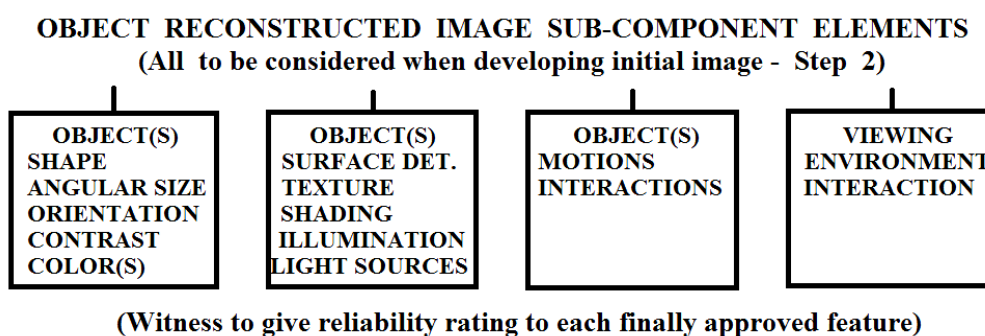 OBJECT RECONSTRUCTED IMAGE SUB-COMPONENT ELEMENTS
(All to be considered when developing initial image - Step 2)
OBJECT(S)
SHAPE
ANGULAR SIZE
ORIENTATION
CONTRAST
COLOR(S)
OBJECT(S)
SURFACE DET.
TEXTURE
SHADING
ILLUMINATION
LIGHT SOURCES
OBJECT(S)
MOTIONS
INTERACTIONS
VIEWING
ENVIRONMENT
INTERACTION
(Witness to give reliability rating to each finally approved feature)